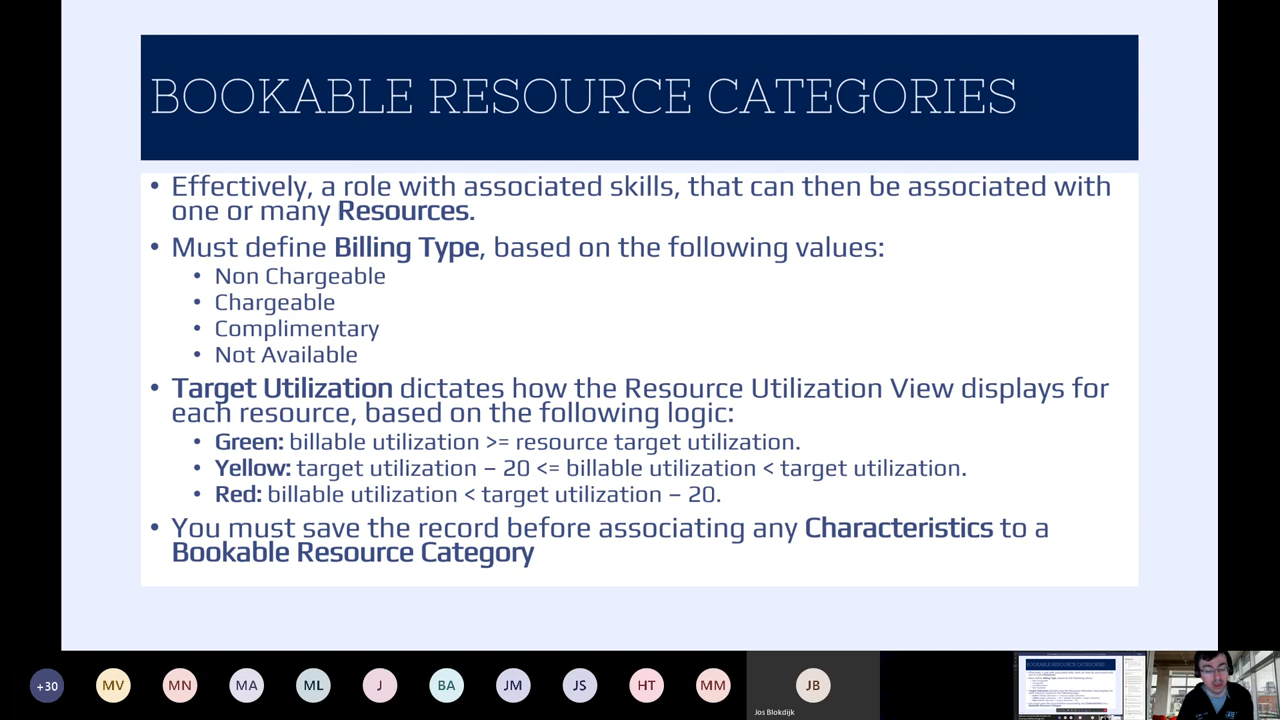 BOOKABLE RESOURCE CATEGORIES
• Effectively, a role with associated skills, that can then be associated with
one or many Resources.
• Must define Billing Type, based on the following values:
• Non Chargeable
• Chargeable
• Complimentary
• Not Available
• Target Utilization dictates how the Resource Utilization View displays for
each resource, based on the following logic:
• Green: billable utilization >= resource target utilization.
• Yellow: target utilization – 20 <= billable utilization < target utilization.
• Red: billable utilization < target utilization – 20.
• You must save the record before associating any Characteristics to a
Bookable Resource Category
+30 MV MN MA ML JS HT JB
Jos Blokdijk
BOOKABLE RESOURCE CATEGORIES